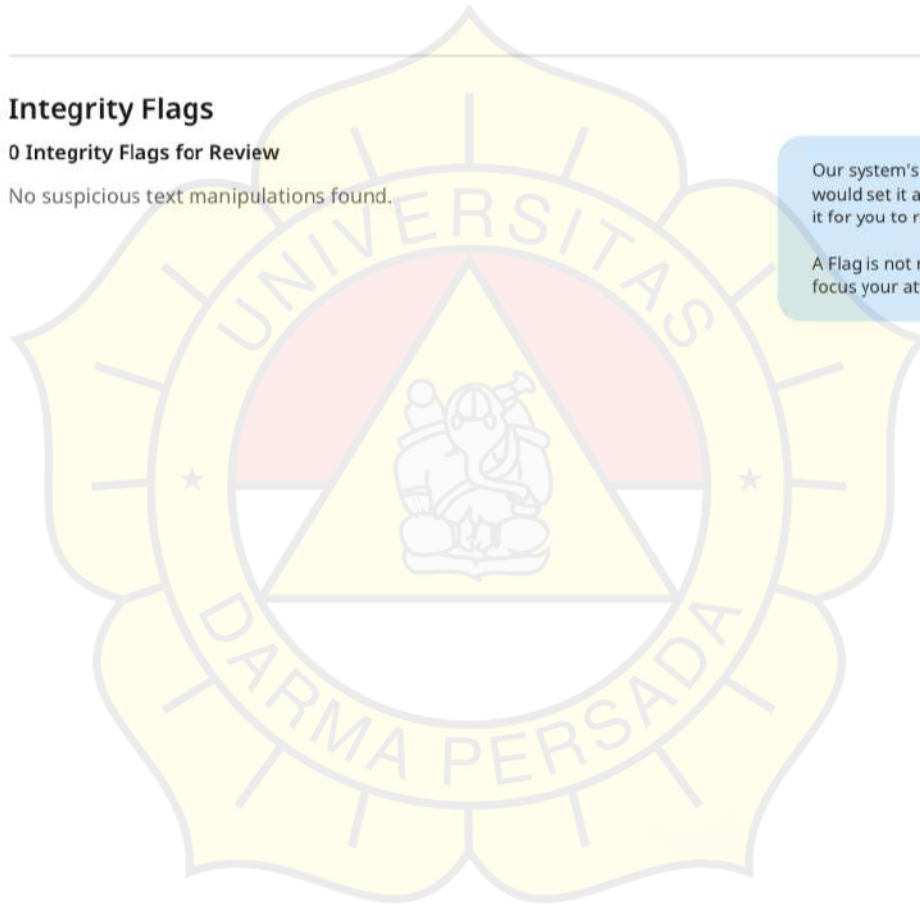 Integrity Flags
0 Integrity Flags for Review
No suspicious text manipulations found.
Our system's
would set it a
it for you to r
A Flag is not
focus your at
UNIVERSITAS
DARMA PERSADA